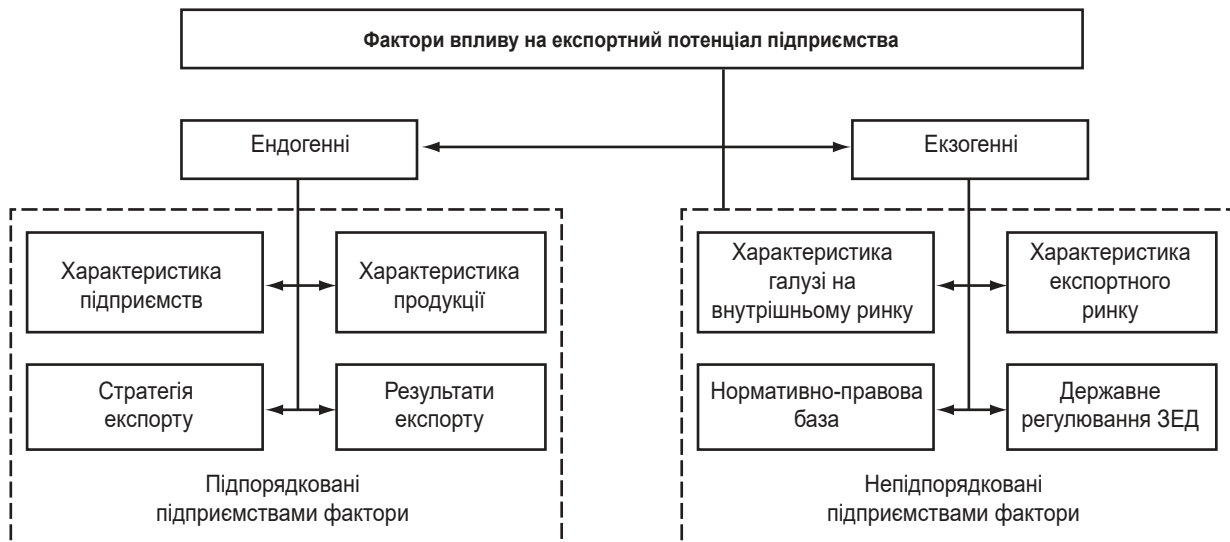 Фактори впливу на експортний потенціал підприємства
Ендогенні
Екзогенні
Характеристика
підприємств
Характеристика
продукції
Стратегія
експорту
Результати
експорту
Підпорядковані
підприємствами фактори
Характеристика
галузі на
внутрішньому ринку
Характеристика
експортного
ринку
Нормативно-правова
база
Державне
регулювання ЗЕД
Непідпорядковані
підприємствами фактори